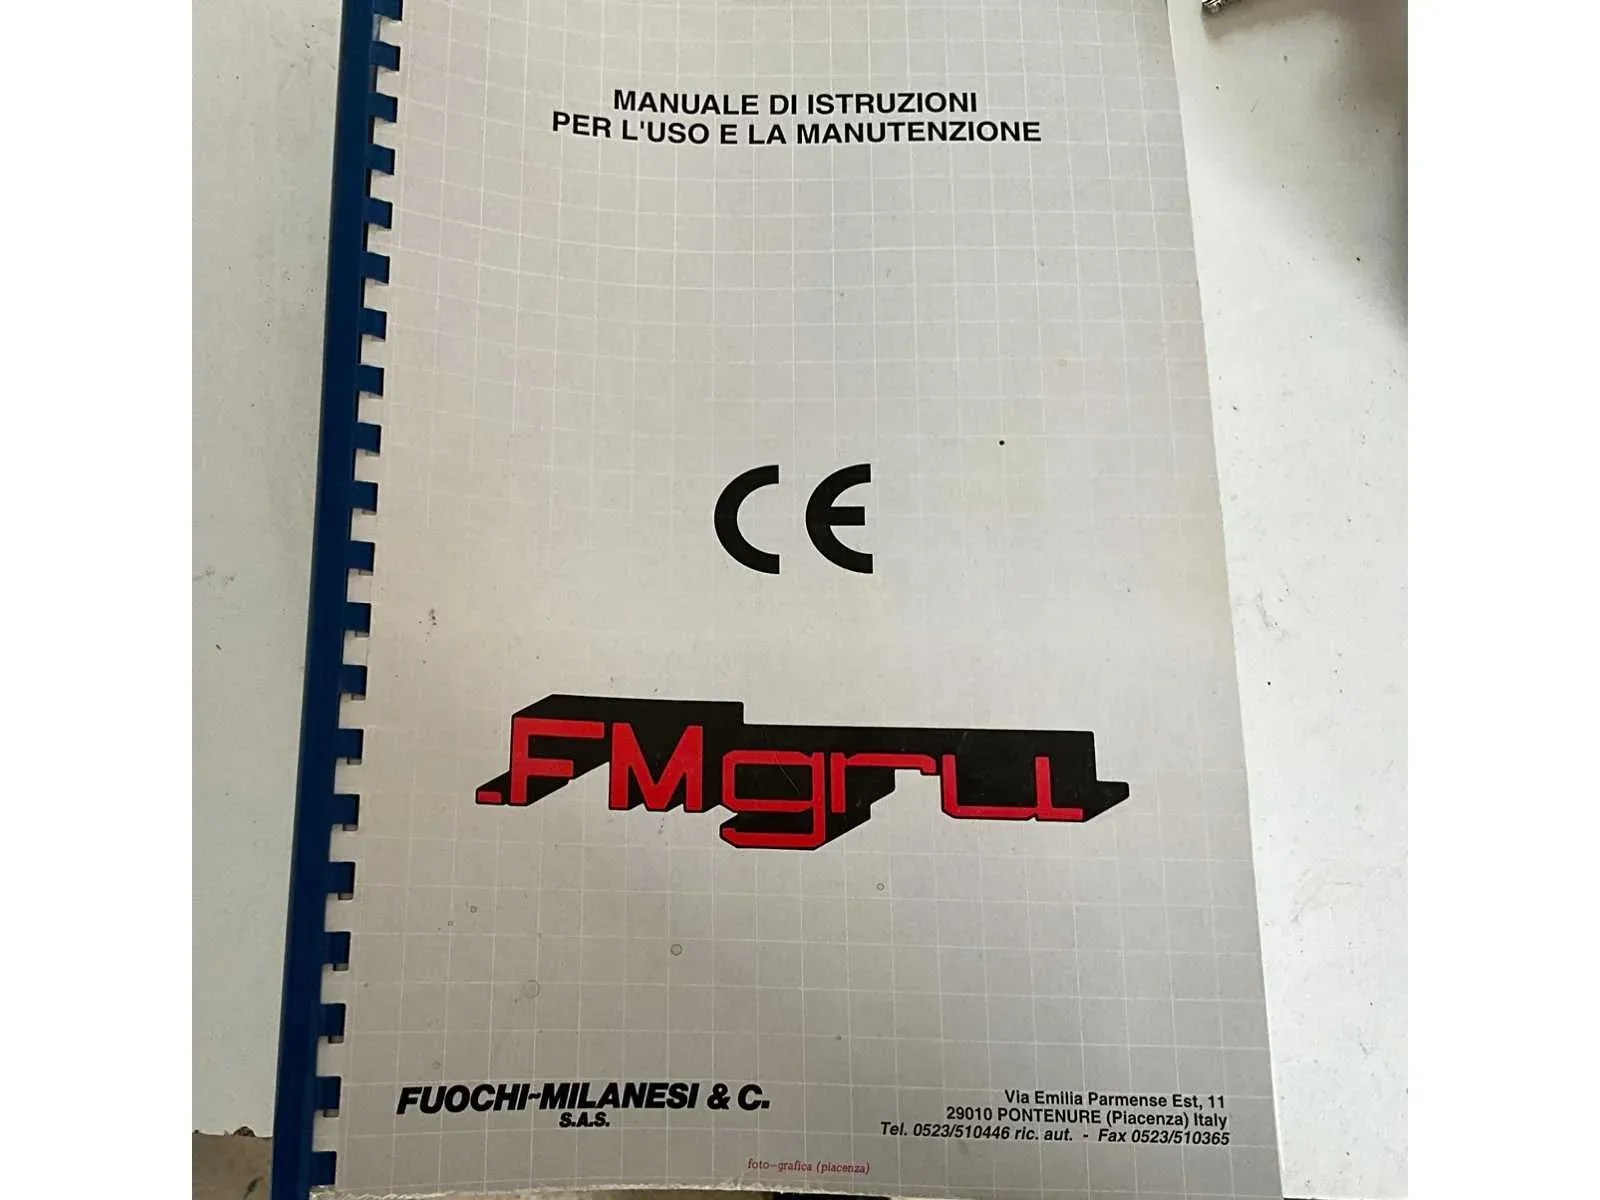 MANUALE DI ISTRUZIONI
PER L'USO E LA MANUTENZIONE
CE
.FMgru
FUOCHI-MILANESI & C.
S.A.S.
Via Emilia Parmense Est, 11
29010 PONTENURE (Piacenza) Italy
Tel. 0523/510446 ric. aut. - Fax 0523/510365
foto-grafica (piacenza)